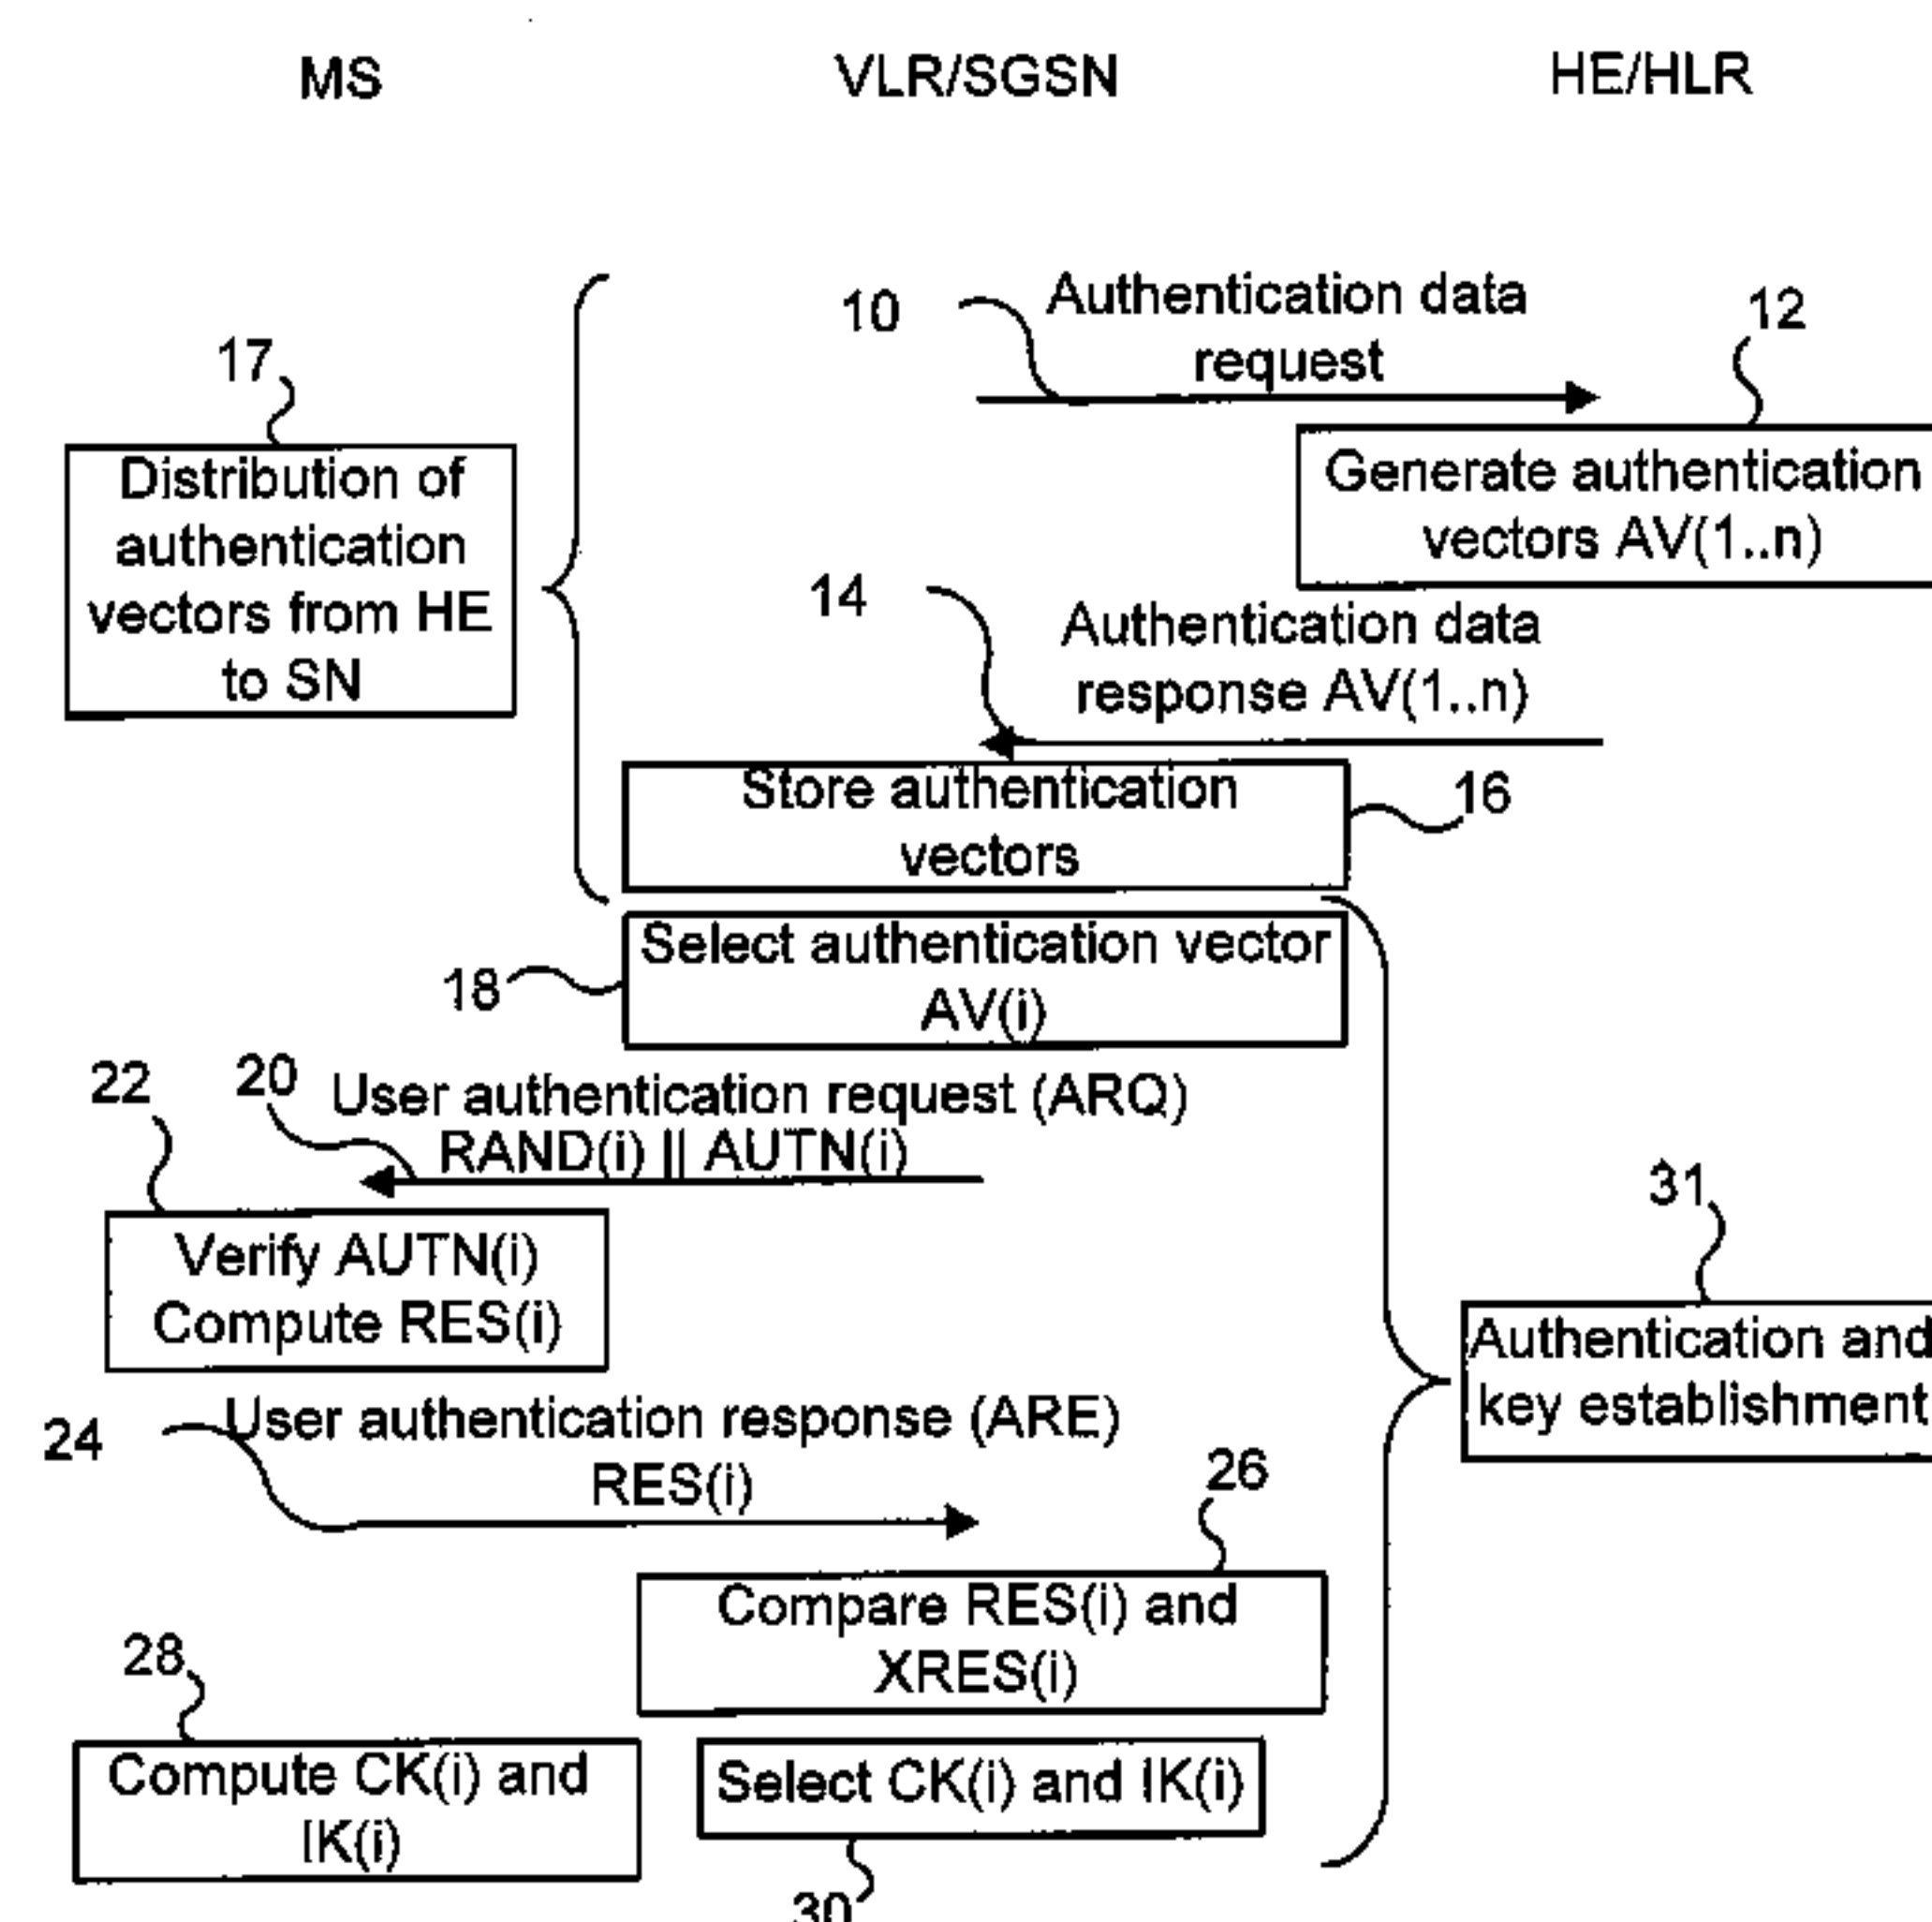 MS
VLR/SGSN
HE/HLR
10
Authentication data
request
12
17
Distribution of
authentication
vectors from HE
to SN
Generate authentication
vectors AV(1..n)
14
Authentication data
response AV(1..n)
Store authentication
vectors
16
Select authentication vector
AV(i)
18
22
20
User authentication request (ARQ)
RAND(i) || AUTN(i)
Verify AUTN(i)
Compute RES(i)
31
Authentication and
key establishment
24
User authentication response (ARE)
RES(i)
26
Compare RES(i) and
XRES(i)
28
Compute CK(i) and
IK(i)
Select CK(i) and IK(i)
30